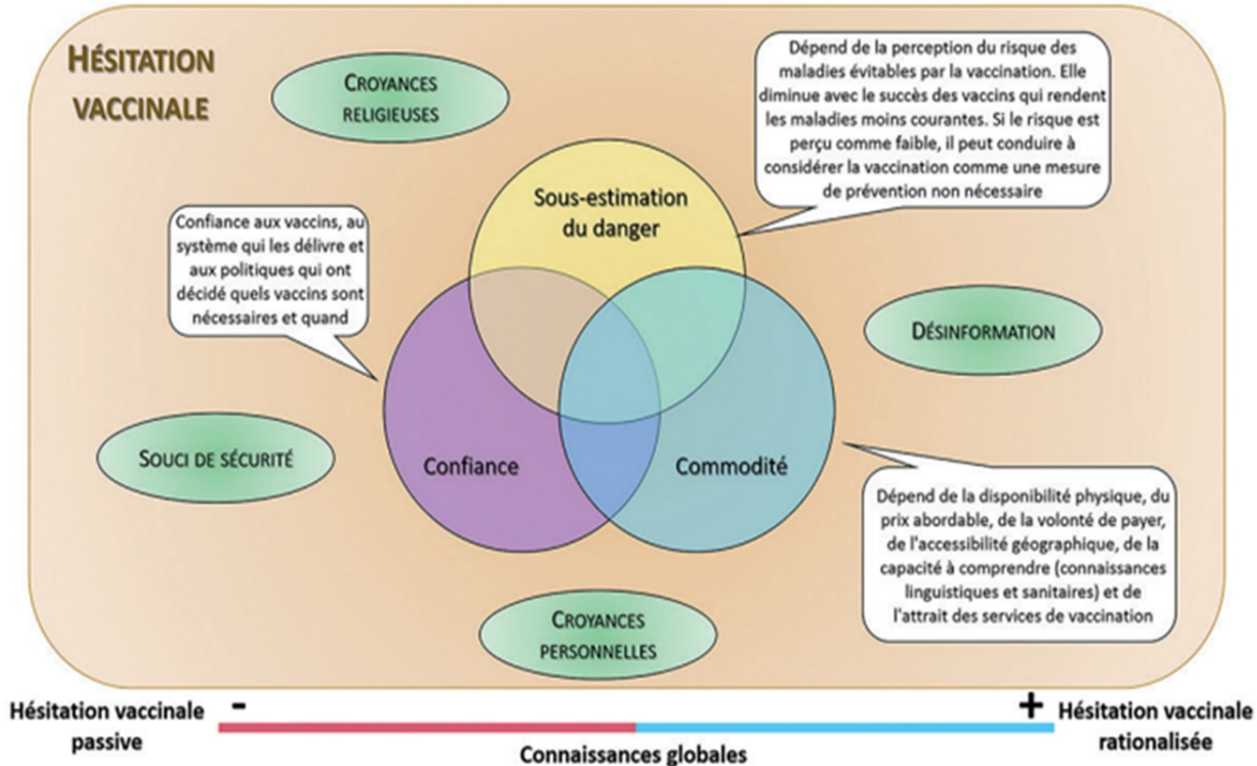 HÉSITATION
VACCINALE
CROYANCES
RELIGIEUSES
Dépend de la perception du risque des
maladies évitables par la vaccination. Elle
diminue avec le succès des vaccins qui rendent
les maladies moins courantes. Si le risque est
perçu comme faible, il peut conduire à
considérer la vaccination comme une mesure
de prévention non nécessaire
Sous-estimation
du danger
Confiance aux vaccins, au
système qui les délivre et
aux politiques qui ont
décidé quels vaccins sont
nécessaires et quand
DÉSINFORMATION
SOUCI DE SÉCURITÉ
Confiance
Commodité
Dépend de la disponibilité physique, du
prix abordable, de la volonté de payer,
de l'accessibilité géographique, de la
capacité à comprendre (connaissances
linguistiques et sanitaires) et de
l'attrait des services de vaccination
CROYANCES
PERSONNELLES
Hésitation vaccinale
passive
-
+
Hésitation vaccinale
rationalisée
Connaissances globales